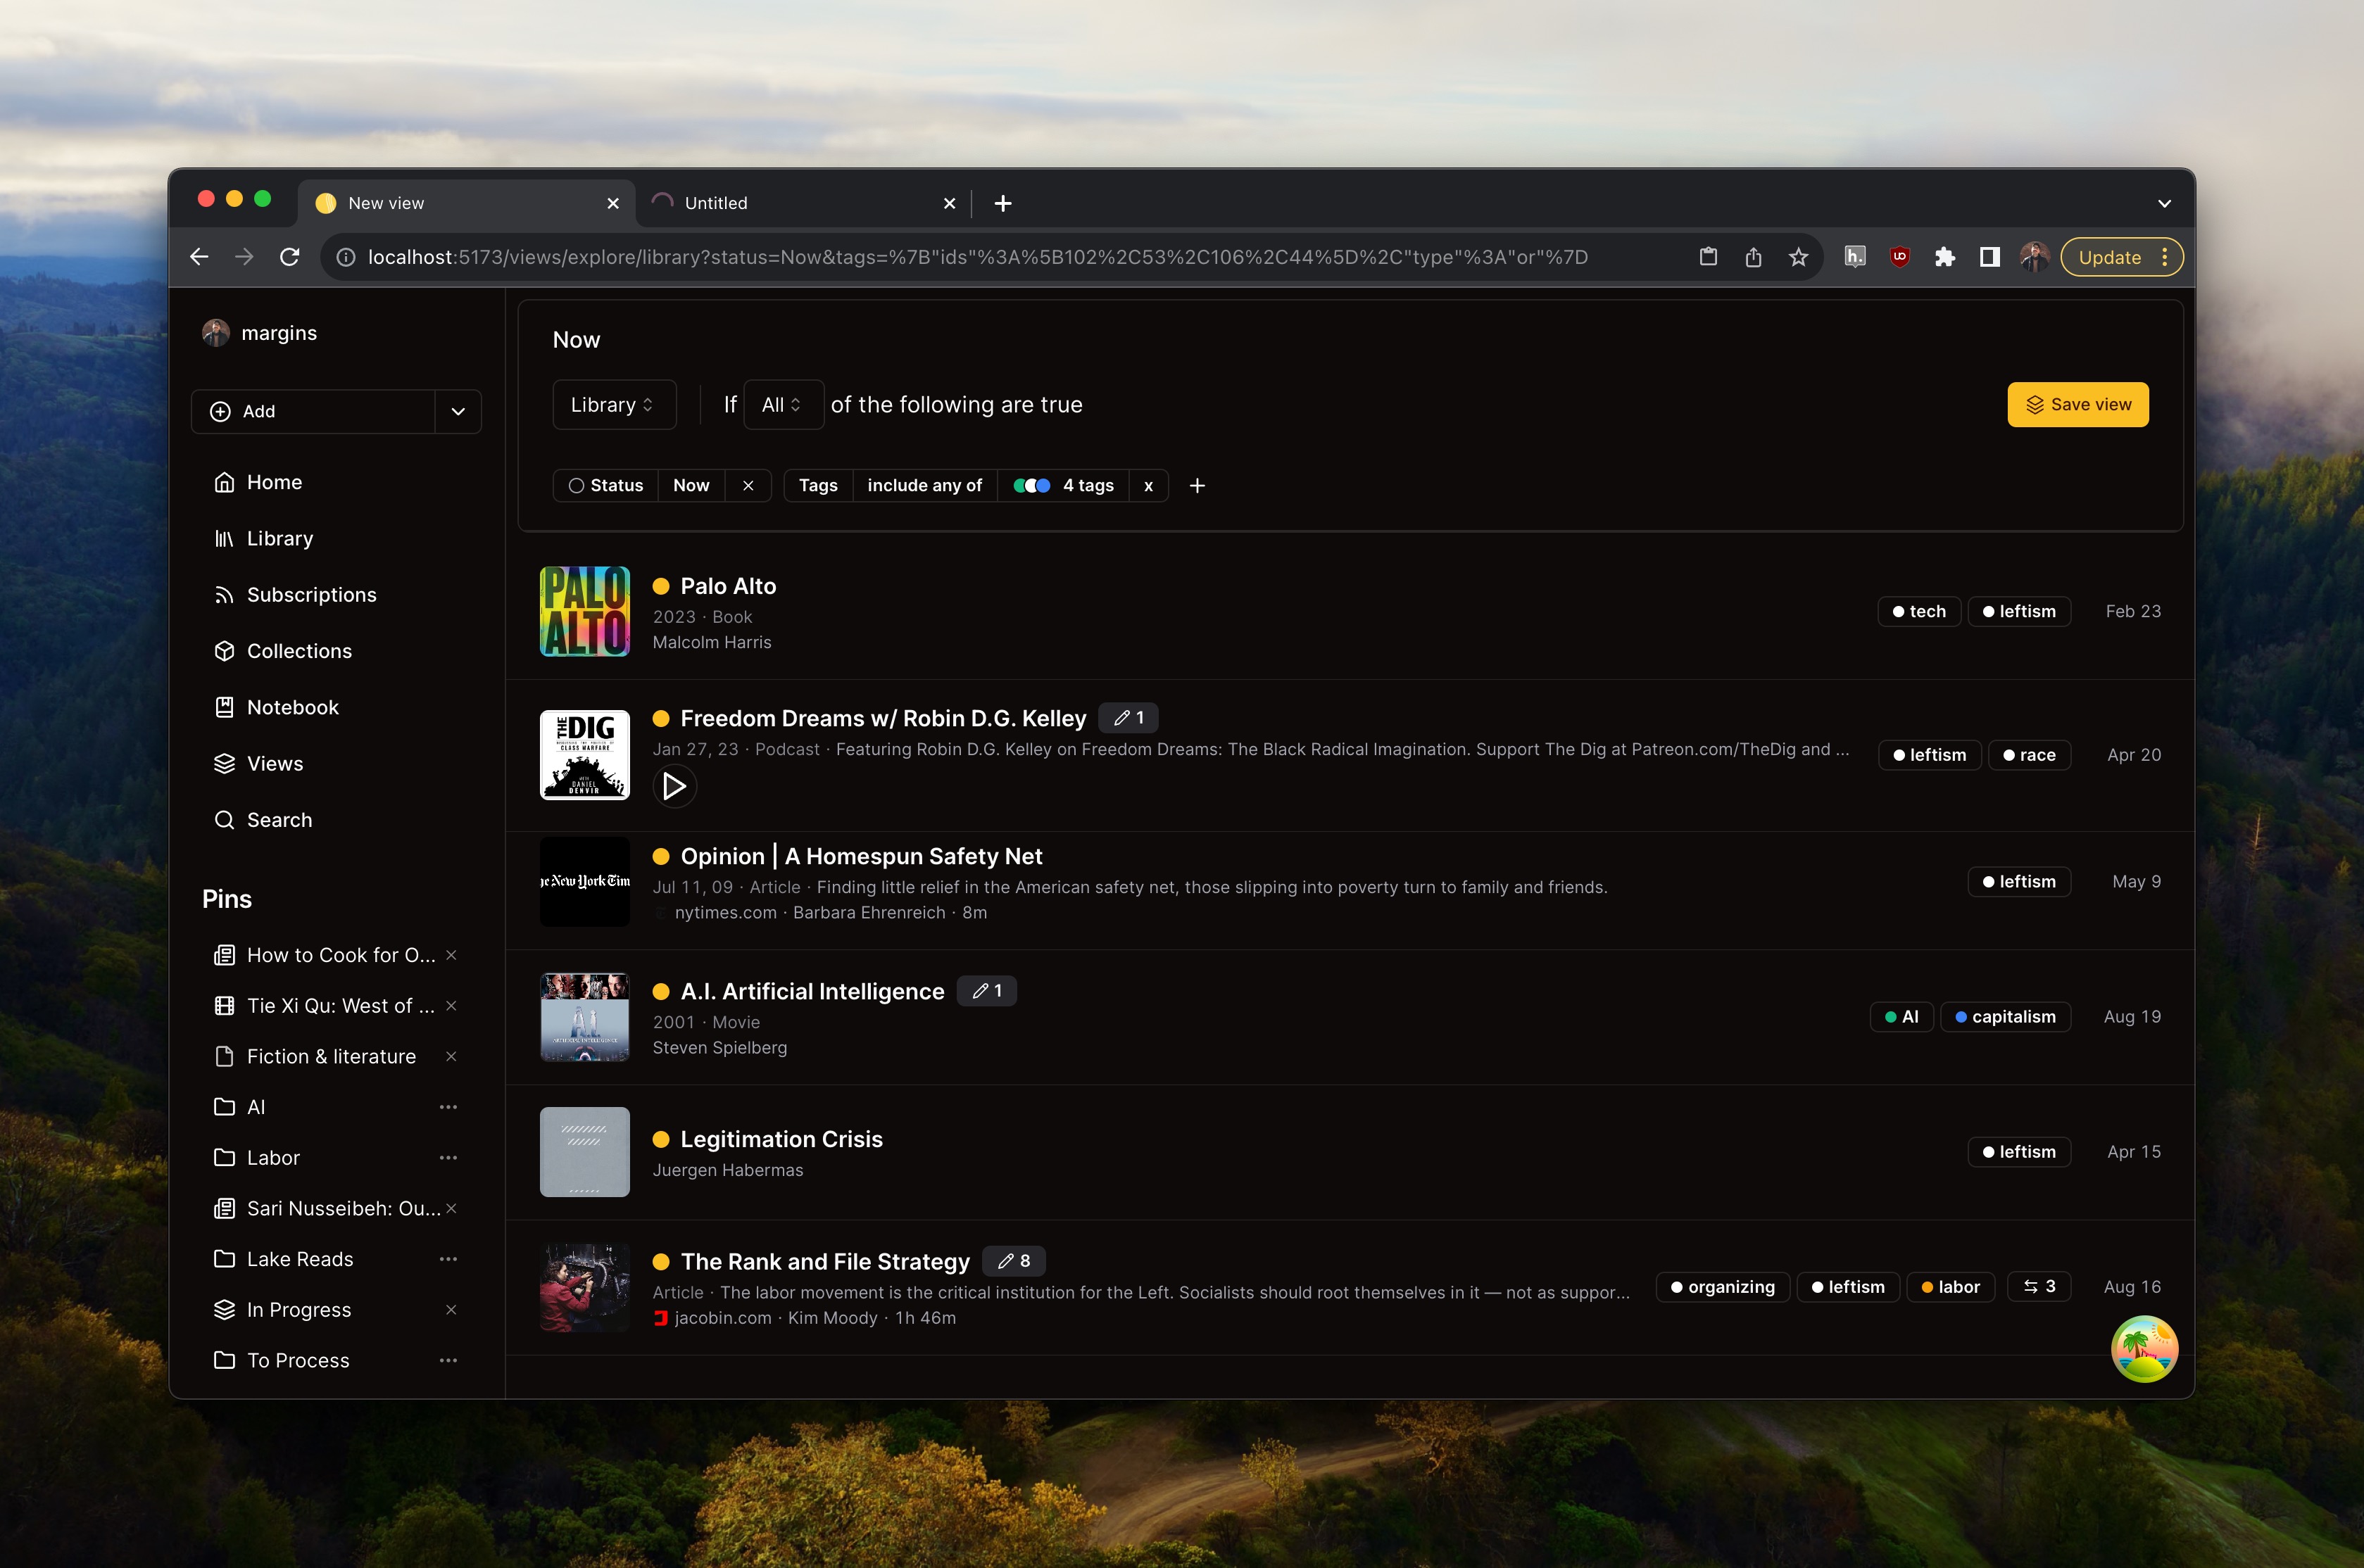 New view
Untitled
localhost:5173/views/explore/library?status=Now&tags=%7B"ids"%3A%5B102%2C53%2C106%2C44%5D%2C"type"%3A"or"%7D
h.
Update
margins
Add
Home
Library
Subscriptions
Collections
Notebook
Views
Search
Pins
How to Cook for O...
Tie Xi Qu: West of ...
Fiction & literature
AI
Labor
Sari Nusseibeh: Ou...
Lake Reads
In Progress
To Process
Now
Library
If All of the following are true
Save view
Status Now
Tags include any of 4 tags x
PALO
ALTO
Palo Alto
2023 · Book
Malcolm Harris
tech leftism Feb 23
THE DIG
CLASS WARFARE
WITH
DANIEL
DENVIR
Freedom Dreams w/ Robin D.G. Kelley 1
Jan 27, 23 · Podcast · Featuring Robin D.G. Kelley on Freedom Dreams: The Black Radical Imagination. Support The Dig at Patreon.com/TheDig and ...
leftism race Apr 20
e New York Tim
Opinion | A Homespun Safety Net
Jul 11, 09 · Article · Finding little relief in the American safety net, those slipping into poverty turn to family and friends.
nytimes.com · Barbara Ehrenreich · 8m
leftism May 9
A.I.
ARTIFICIAL INTELLIGENCE
A.I. Artificial Intelligence 1
2001 · Movie
Steven Spielberg
AI capitalism Aug 19
Legitimation Crisis
Juergen Habermas
leftism Apr 15
The Rank and File Strategy 8
Article · The labor movement is the critical institution for the Left. Socialists should root themselves in it — not as suppor...
jacobin.com · Kim Moody · 1h 46m
organizing leftism labor 3 Aug 16